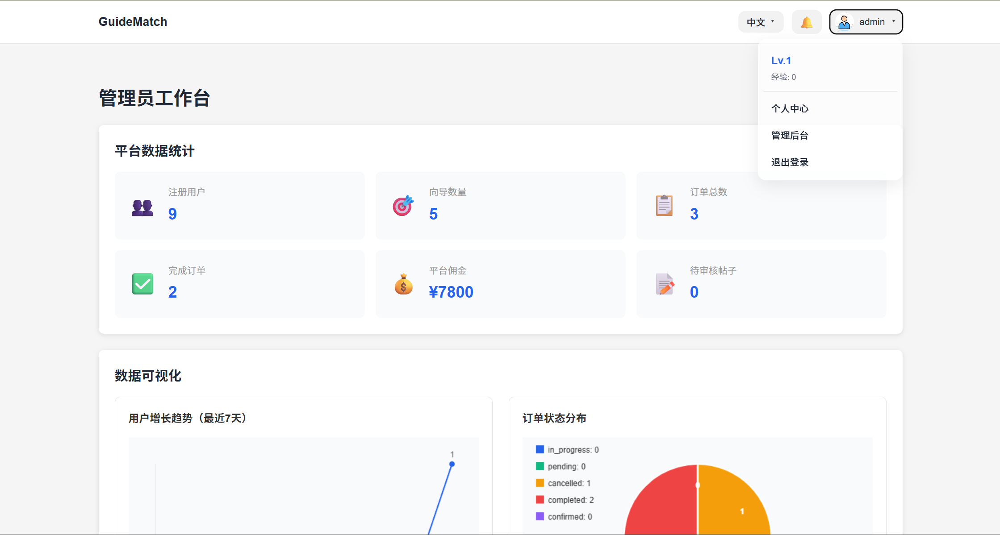 GuideMatch
中文
admin
Lv.1
经验: 0
个人中心
管理后台
退出登录
管理员工作台
平台数据统计
注册用户
9
向导数量
5
订单总数
3
完成订单
2
平台佣金
¥7800
待审核帖子
0
数据可视化
用户增长趋势（最近7天）
1
订单状态分布
in_progress: 0
pending: 0
cancelled: 1
completed: 2
confirmed: 0
1